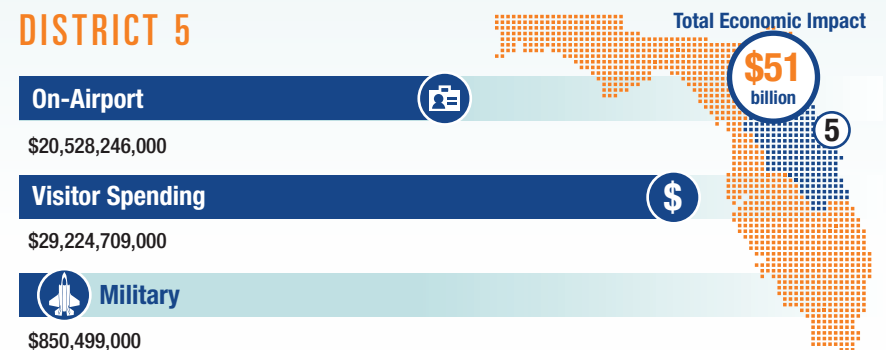 DISTRICT 5
Total Economic Impact
$51
billion
5
On-Airport
$20,528,246,000
Visitor Spending
$
$29,224,709,000
Military
$850,499,000